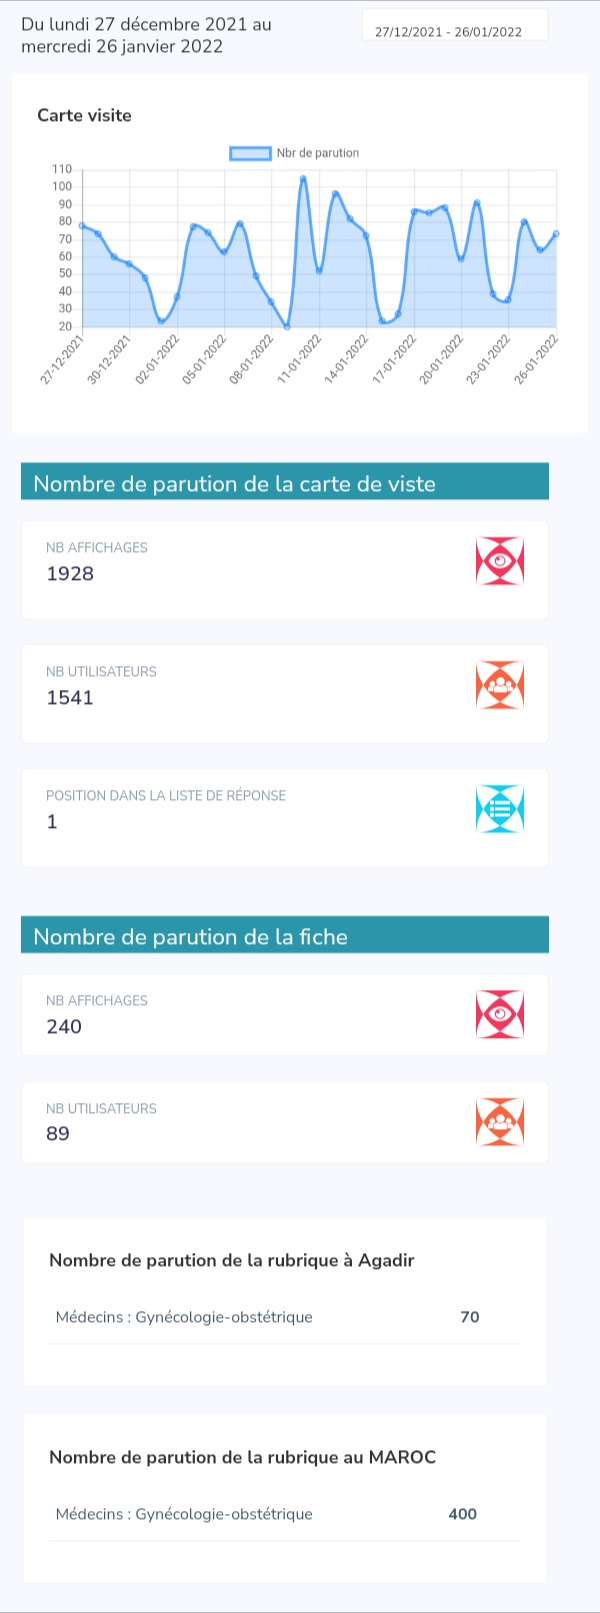 Du lundi 27 décembre 2021 au
mercredi 26 janvier 2022
27/12/2021 - 26/01/2022
Carte visite
Nbr de parution
110
100
90
80
70
60
50
40
30
20
27-12-2021
30-12-2021
02-01-2022
05-01-2022
08-01-2022
11-01-2022
14-01-2022
17-01-2022
20-01-2022
23-01-2022
26-01-2022
Nombre de parution de la carte de viste
NB AFFICHAGES
1928
NB UTILISATEURS
1541
POSITION DANS LA LISTE DE RÉPONSE
1
Nombre de parution de la fiche
NB AFFICHAGES
240
NB UTILISATEURS
89
Nombre de parution de la rubrique à Agadir
Médecins : Gynécologie-obstétrique 70
Nombre de parution de la rubrique au MAROC
Médecins : Gynécologie-obstétrique 400